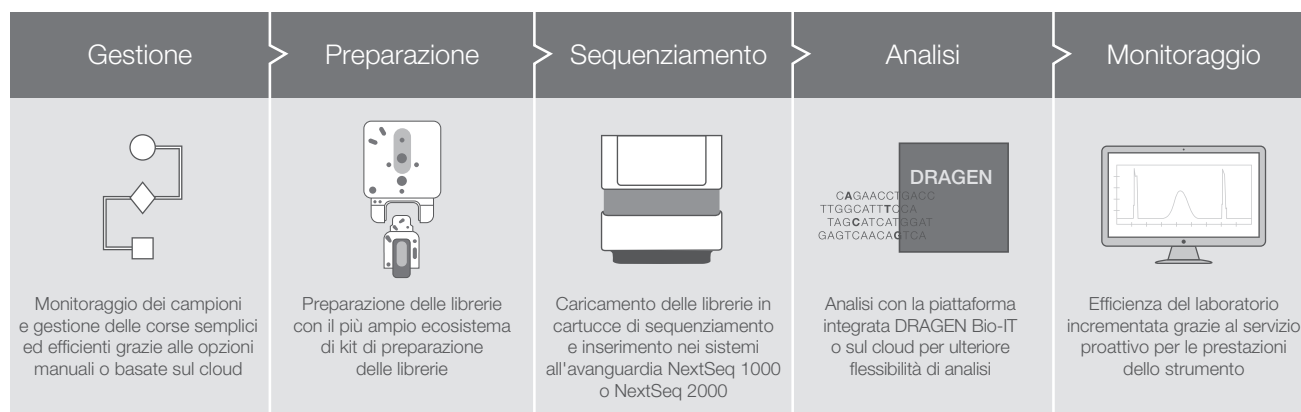 Gestione
Preparazione
Sequenziamento
Analisi
Monitoraggio
DRAGEN
CAGAACCTGACC
TTGGCATTTCCA
TAGCATCATGGAT
GAGTCAACAGTCA
Monitoraggio dei campioni
e gestione delle corse semplici
ed efficienti grazie alle opzioni
manuali o basate sul cloud
Preparazione delle librerie
con il più ampio ecosistema
di kit di preparazione
delle librerie
Caricamento delle librerie in
cartucce di sequenziamento
e inserimento nei sistemi
all'avanguardia NextSeq 1000
o NextSeq 2000
Analisi con la piattaforma
integrata DRAGEN Bio-IT
o sul cloud per ulteriore
flessibilità di analisi
Efficienza del laboratorio
incrementata grazie al servizio
proattivo per le prestazioni
dello strumento